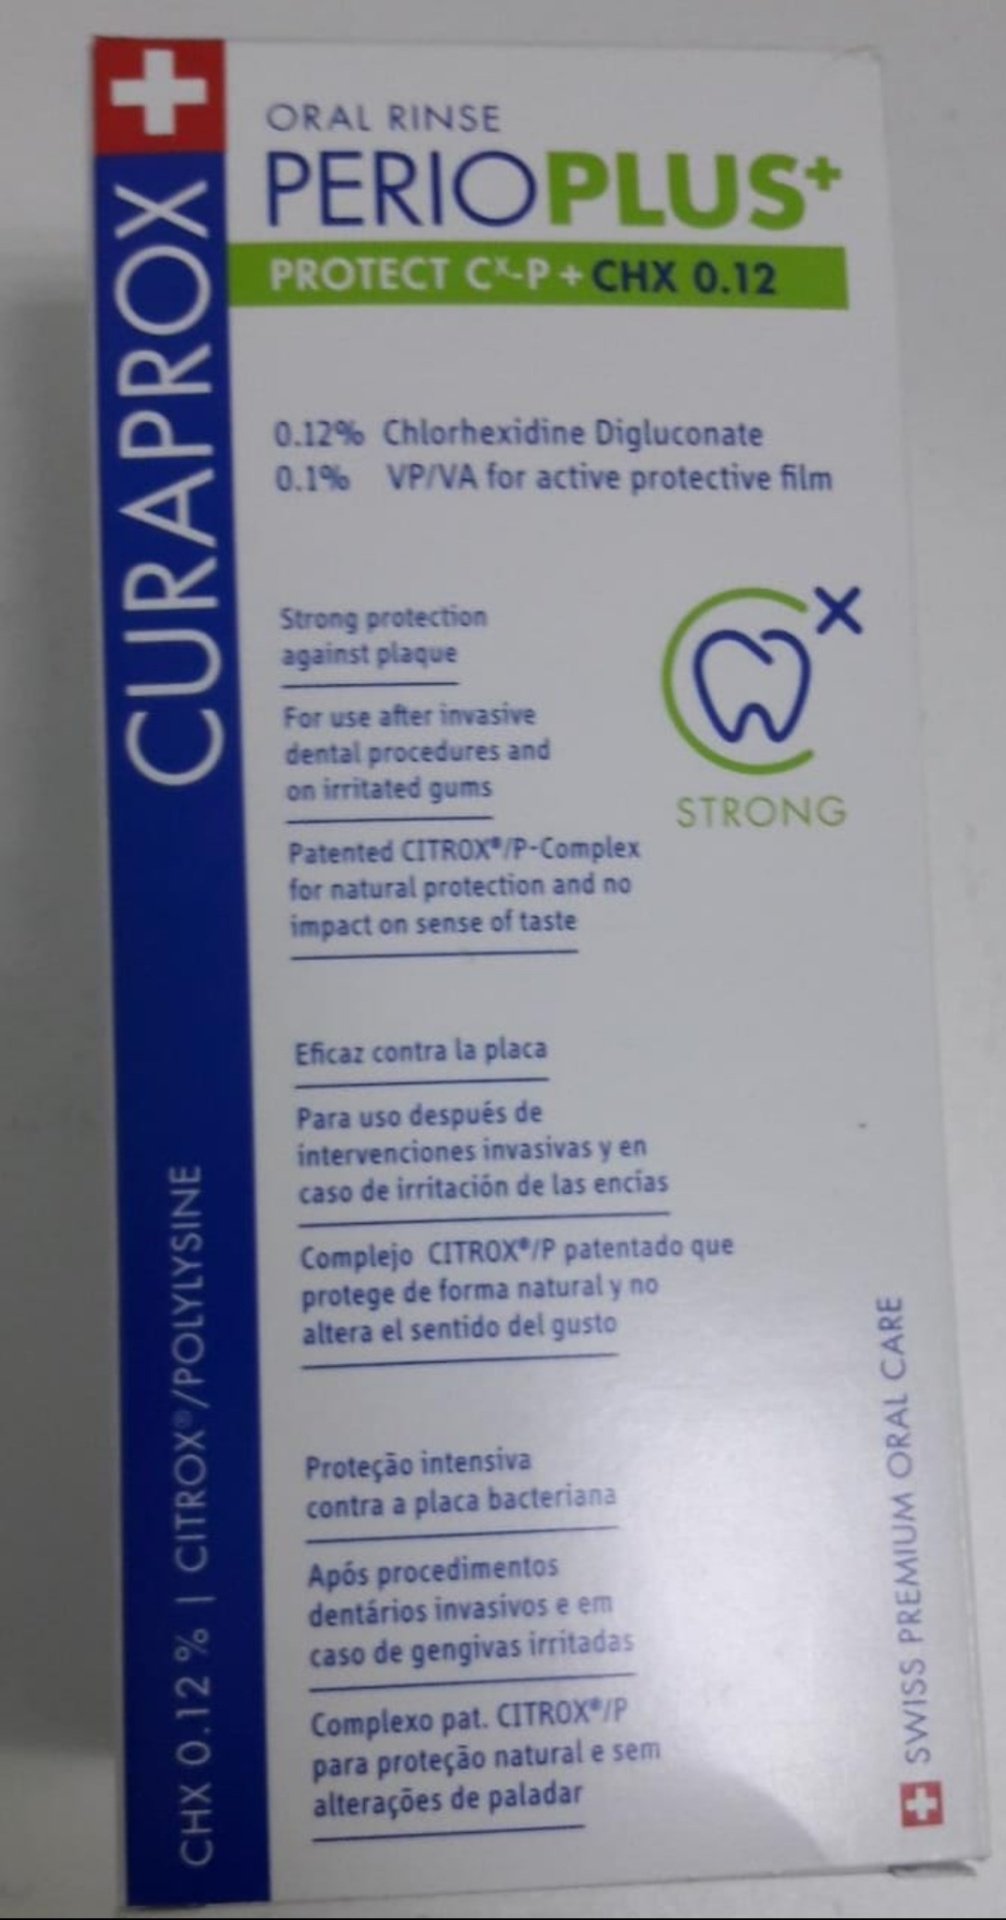 CURAPROX
CHX 0.12 % | CITROX®/POLYLYSINE
ORAL RINSE
PERIOPLUS+
PROTECT Cˣ-P + CHX 0.12
0.12% Chlorhexidine Digluconate
0.1% VP/VA for active protective film
Strong protection
against plaque
For use after invasive
dental procedures and
on irritated gums
Patented CITROX®/P-Complex
for natural protection and no
impact on sense of taste
CX
STRONG
Eficaz contra la placa
Para uso después de
intervenciones invasivas y en
caso de irritación de las encías
Complejo CITROX®/P patentado que
protege de forma natural y no
altera el sentido del gusto
Proteção intensiva
contra a placa bacteriana
Após procedimentos
dentários invasivos e em
caso de gengivas irritadas
Complexo pat. CITROX®/P
para proteção natural e sem
alterações de paladar
SWISS PREMIUM ORAL CARE